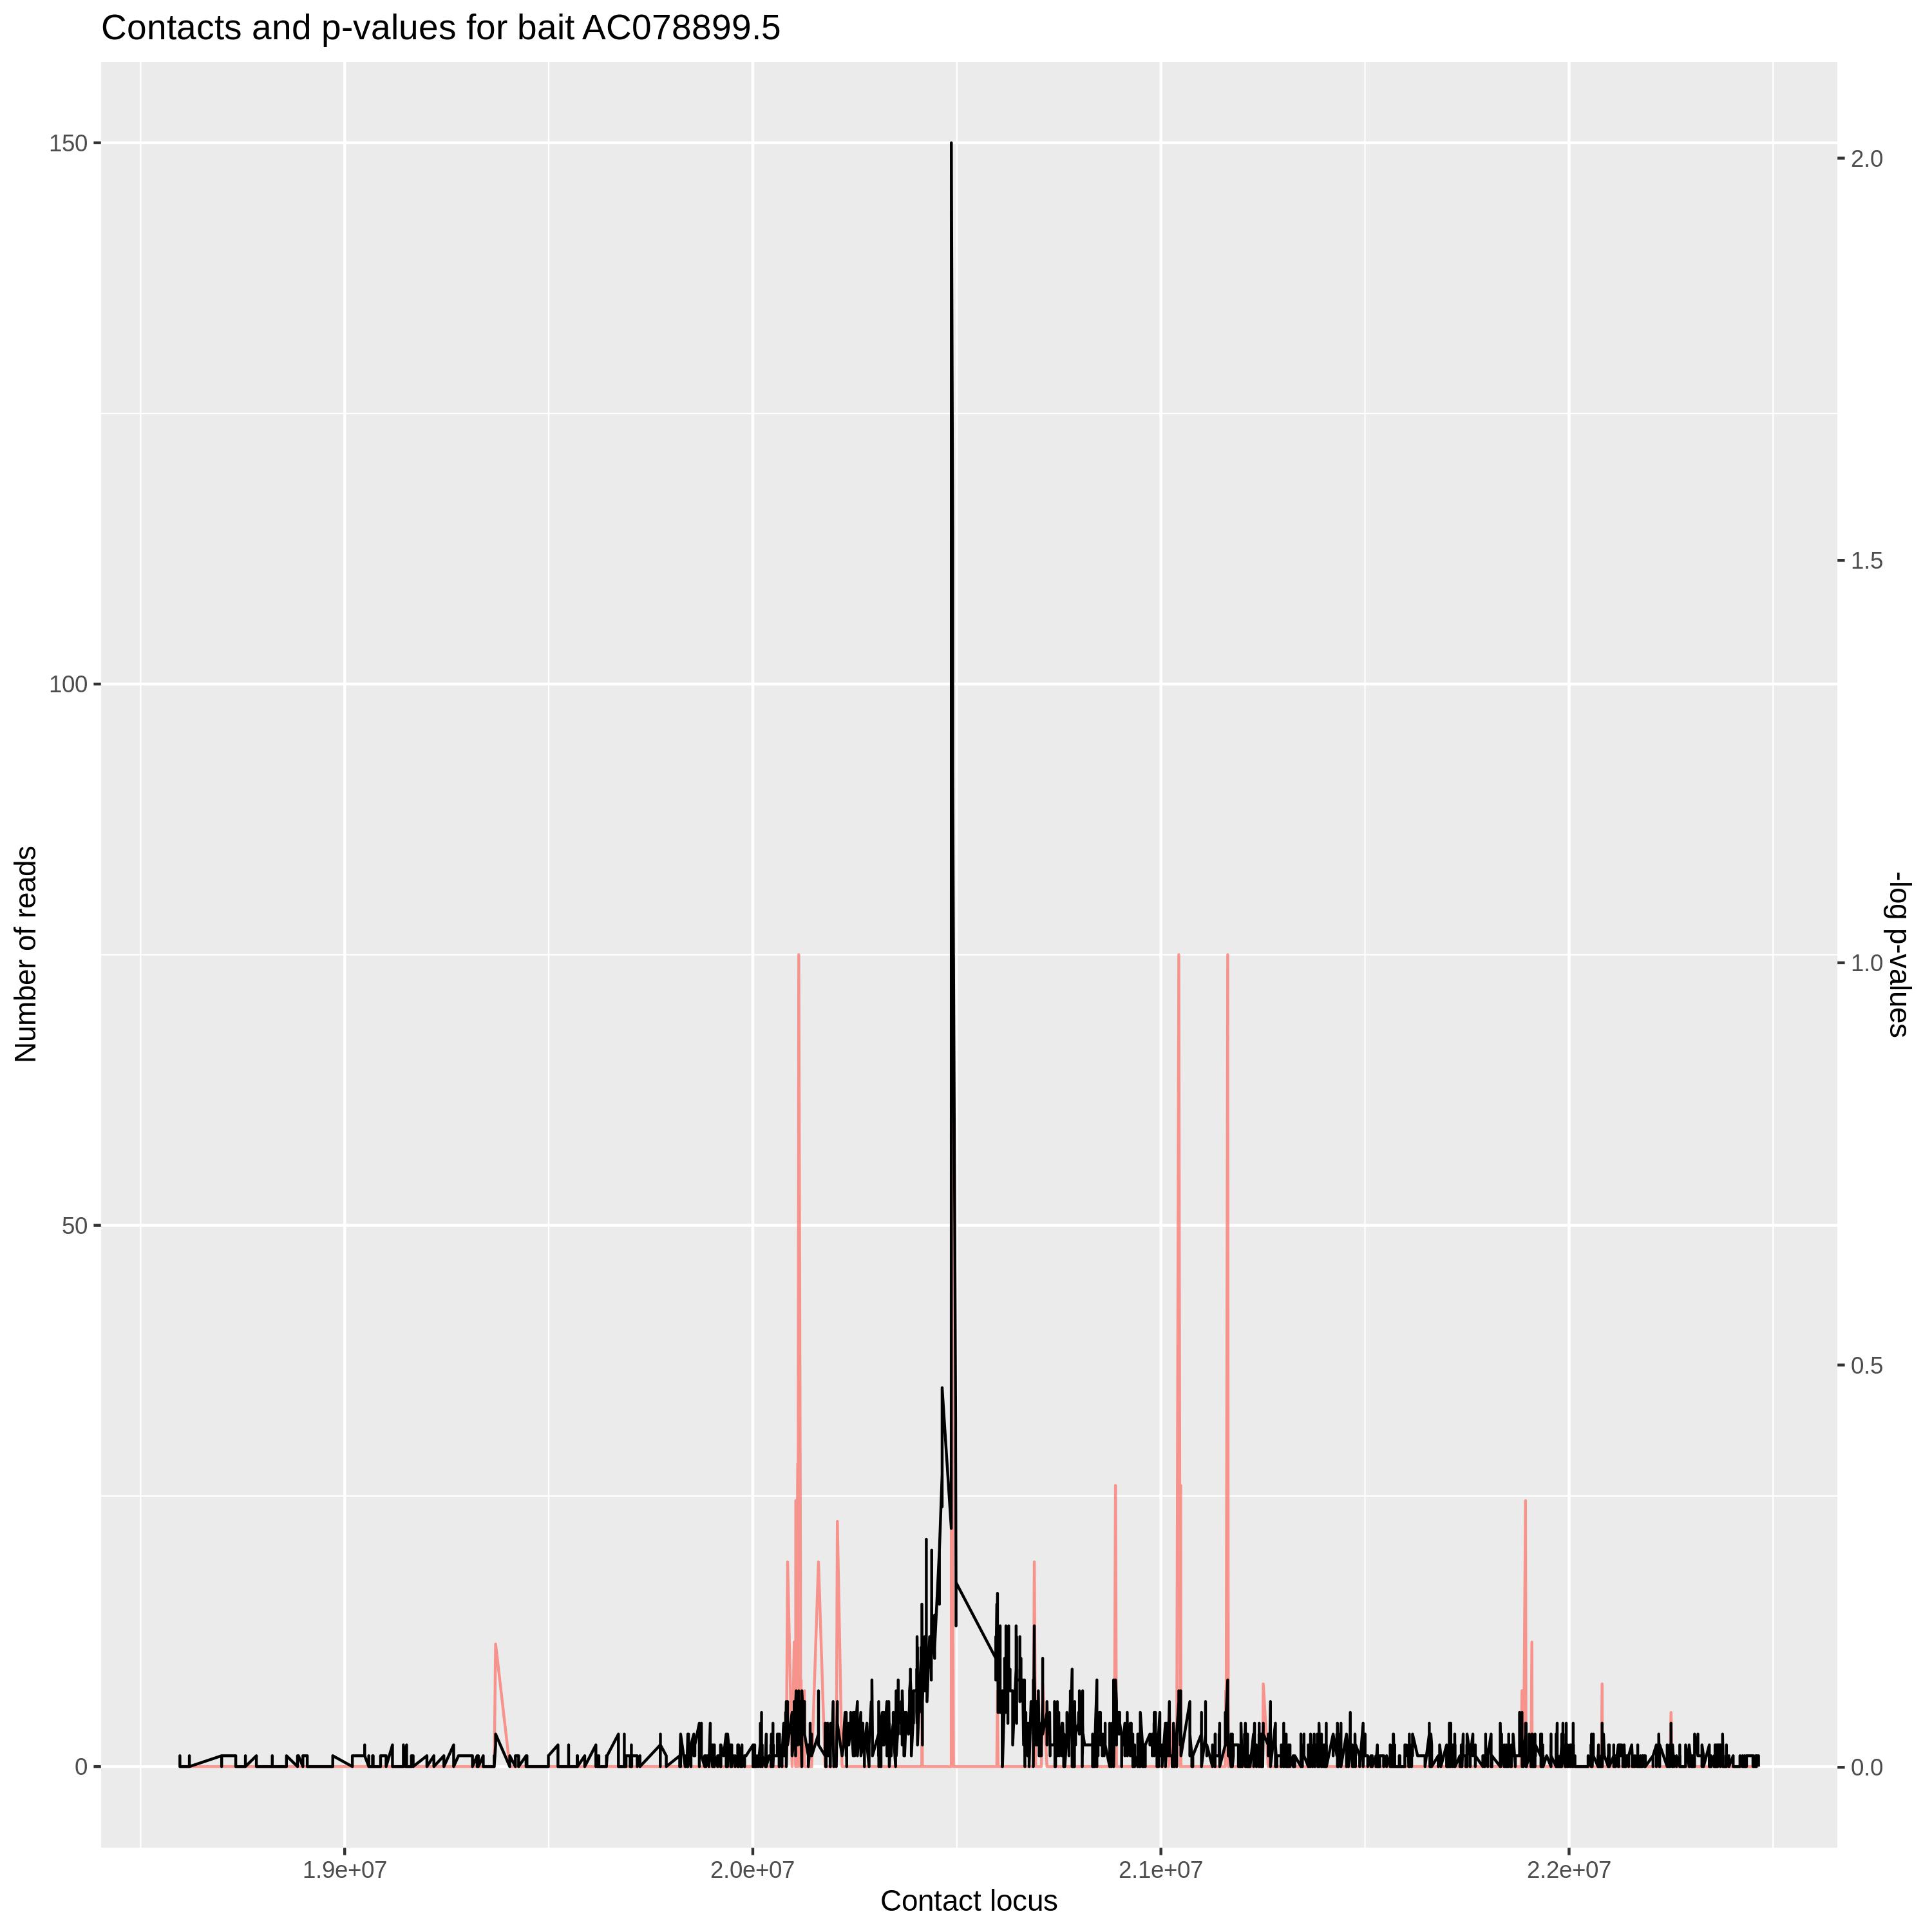 Contacts and p-values for bait AC078899.5
150
100
50
0
Number of reads
2.0
1.5
1.0
0.5
0.0
-log p-values
1.9e+07
2.0e+07
2.1e+07
2.2e+07
Contact locus